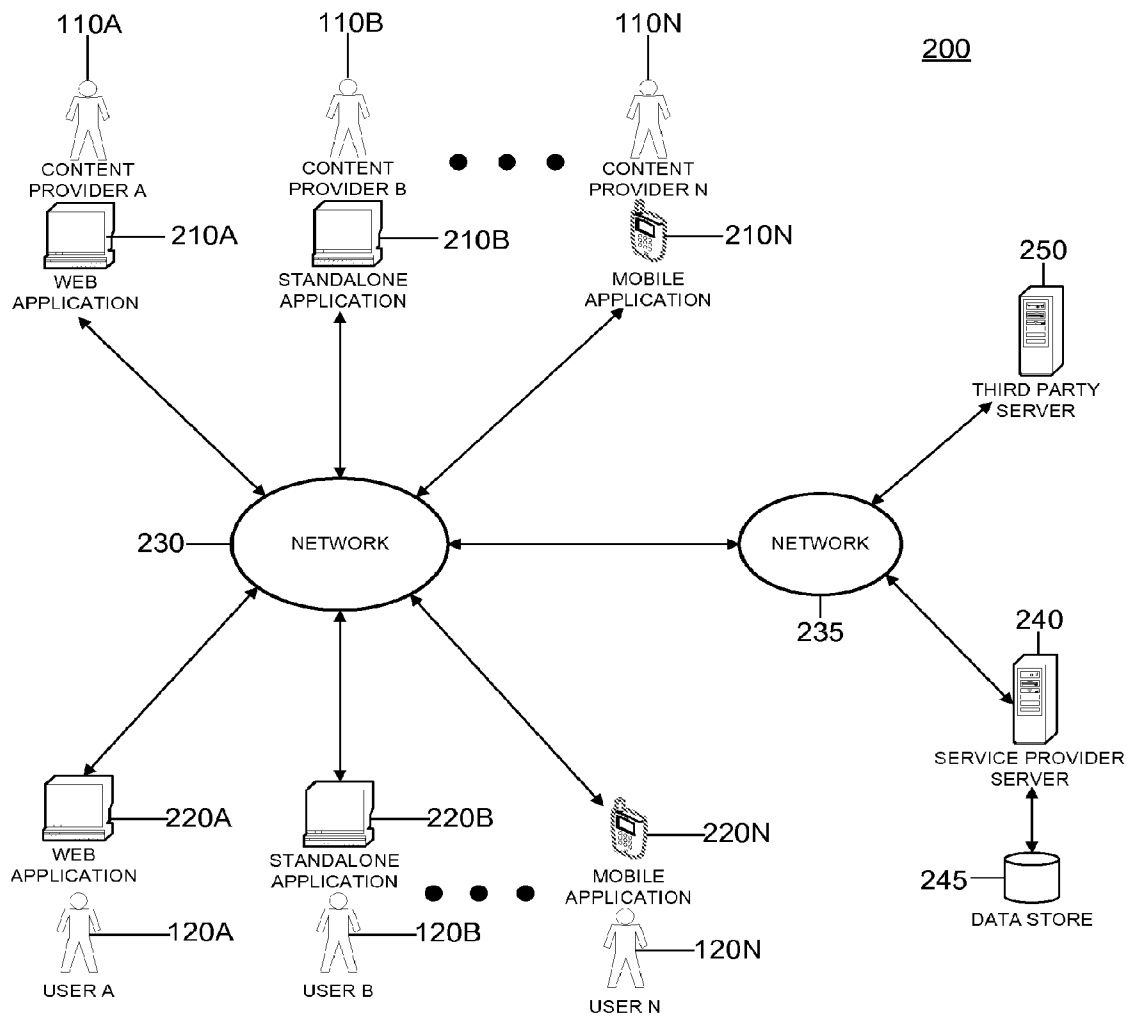 110A
110B
110N
200
CONTENT
PROVIDER A
CONTENT
PROVIDER B
CONTENT
PROVIDER N
210A
210B
210N
WEB
APPLICATION
STANDALONE
APPLICATION
MOBILE
APPLICATION
250
THIRD PARTY
SERVER
230
NETWORK
NETWORK
235
240
SERVICE PROVIDER
SERVER
220A
220B
220N
WEB
APPLICATION
STANDALONE
APPLICATION
MOBILE
APPLICATION
245
DATA STORE
120A
120B
120N
USER A
USER B
USER N